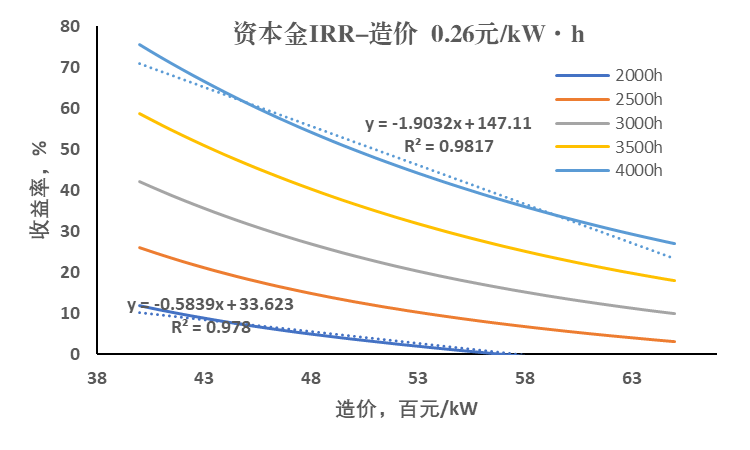 资本金IRR-造价 0.26元/kW·h
80
70
60
50
40
30
20
10
0
收益率，%
2000h
2500h
3000h
3500h
4000h
y = -1.9032x + 147.11
R² = 0.9817
y = -0.5839x + 33.623
R² = 0.978
38
43
48
53
58
63
造价，百元/kW